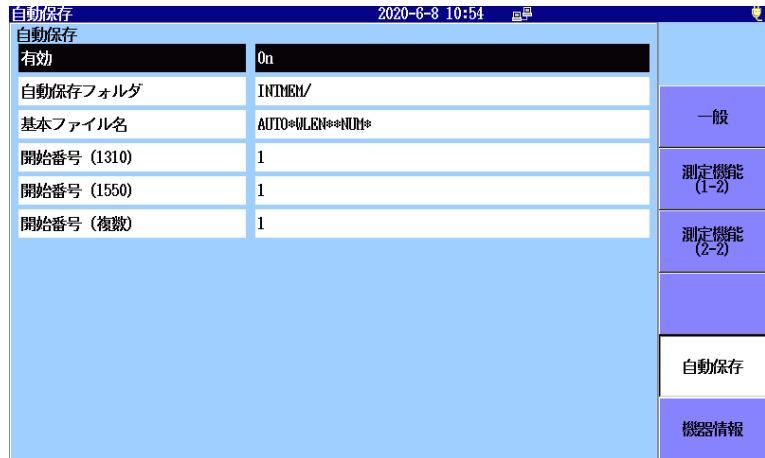 自動保存 2020-6-8 10:54
自動保存
有効 On
自動保存フォルダ INTMEM/
基本ファイル名 AUTO*WLEN**NUM*
開始番号 (1310) 1
開始番号 (1550) 1
開始番号 (複数) 1
一般
測定機能
(1-2)
測定機能
(2-2)
自動保存
機器情報